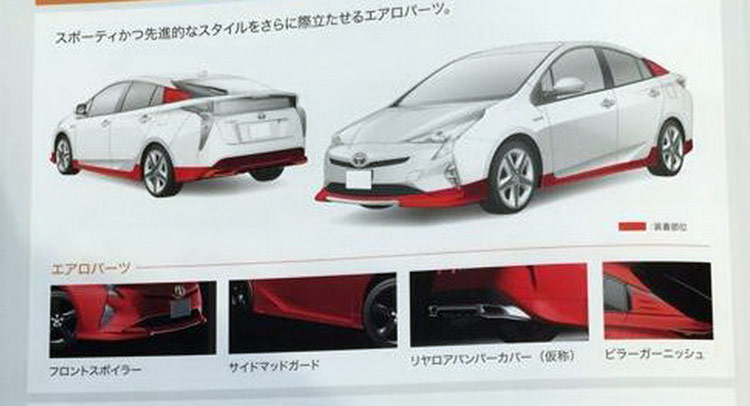 スポーティかつ先進的なスタイルをさらに際立たせるエアロパーツ。
:装着部位
エアロパーツ
フロントスポイラー
サイドマッドガード
リヤロアバンパーカバー（仮称）
ピラーガーニッシュ